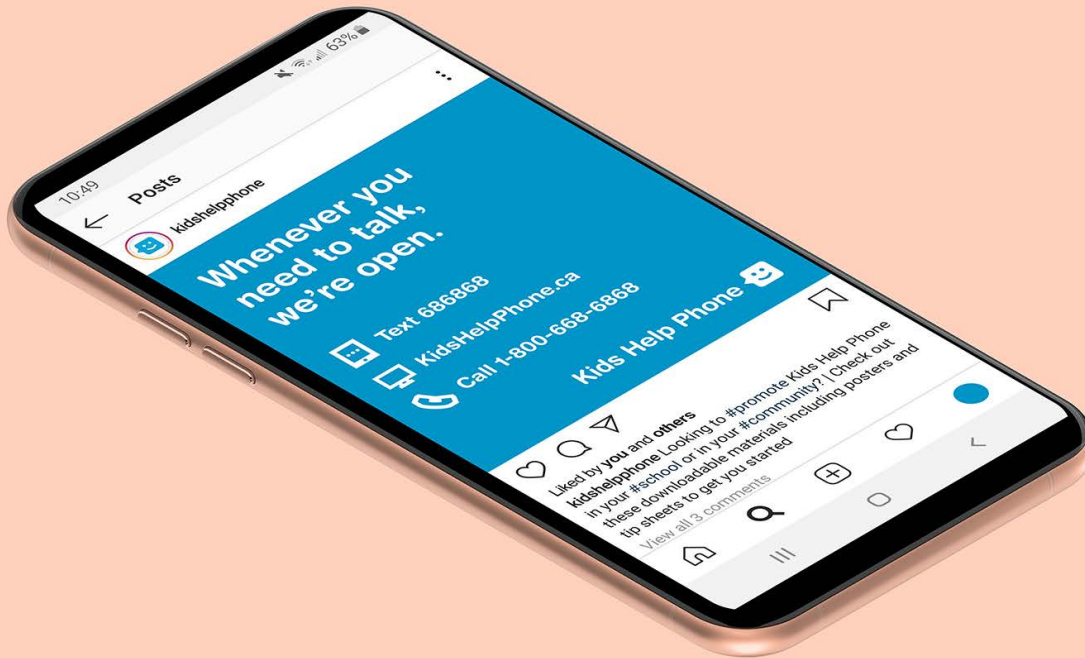 10:49
63%
Posts
kidshelpphone
Whenever you
need to talk,
we're open.
Text 686868
KidsHelpPhone.ca
Call 1-800-668-6868
Kids Help Phone
Liked by you and others
kidshelpphone Looking to #promote Kids Help Phone
in your #school or in your #community? | Check out
these downloadable materials including posters and
tip sheets to get you started
View all 3 comments